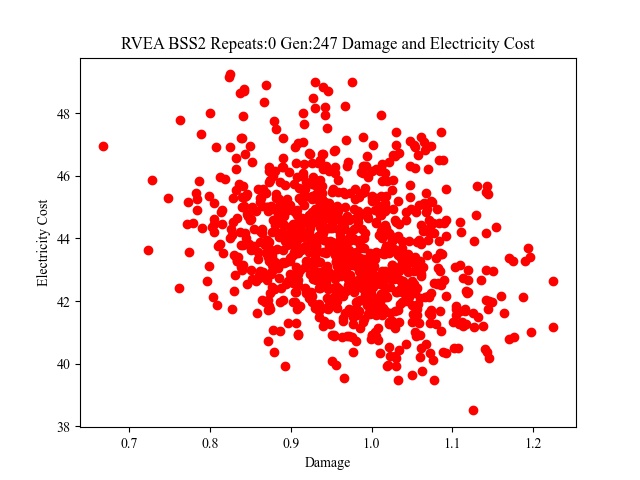 RVEA BSS2 Repeats:0 Gen:247 Damage and Electricity Cost
48
46
44
42
40
38
Electricity Cost
0.7 0.8 0.9 1.0 1.1 1.2
Damage